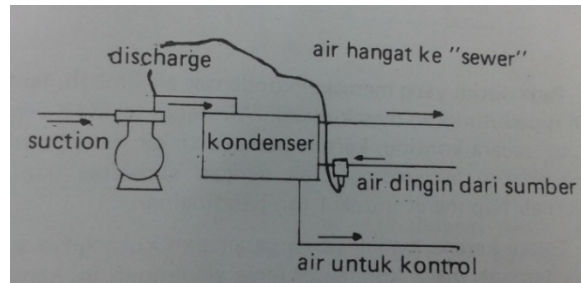 discharge
air hangat ke "sewer"
suction
kondenser
air dingin dari sumber
air untuk kontrol